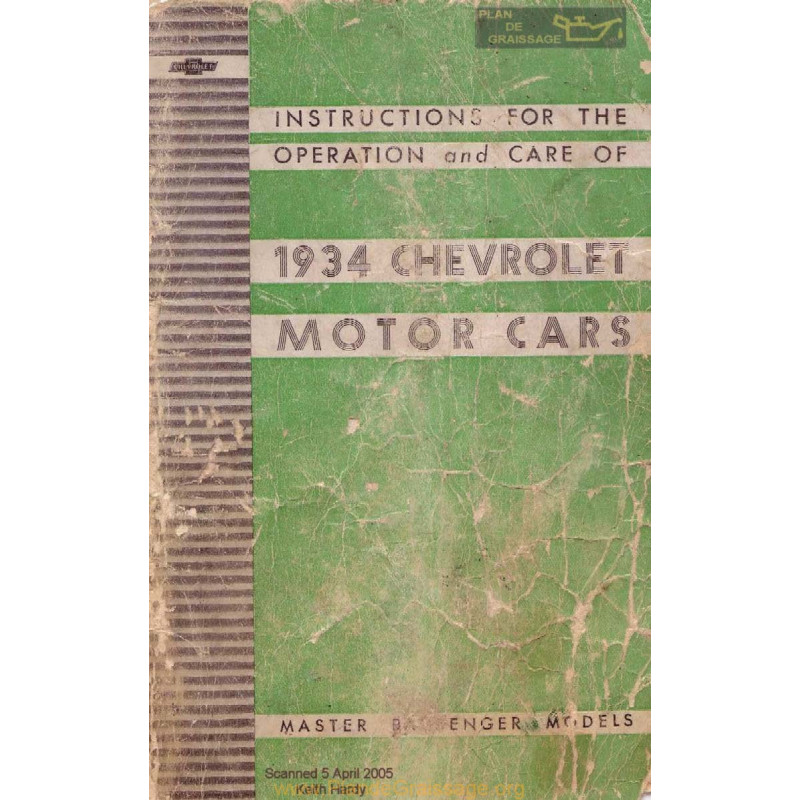 PLAN
DE
GRAISSAGE
CHEVROLET
INSTRUCTIONS FOR THE
OPERATION and CARE OF
1934 CHEVROLET
MOTOR CARS
MASTER PASSENGER MODELS
Scanned 5 April 2005
Keith Hardy